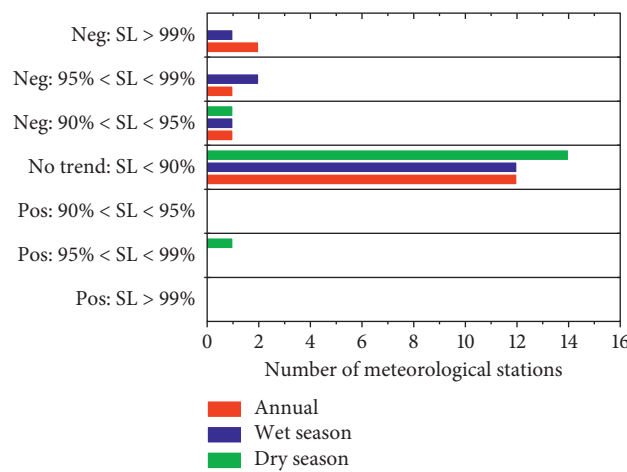 Neg: SL > 99%
Neg: 95% < SL < 99%
Neg: 90% < SL < 95%
No trend: SL < 90%
Pos: 90% < SL < 95%
Pos: 95% < SL < 99%
Pos: SL > 99%
0 2 4 6 8 10 12 14 16
Number of meteorological stations
Annual
Wet season
Dry season